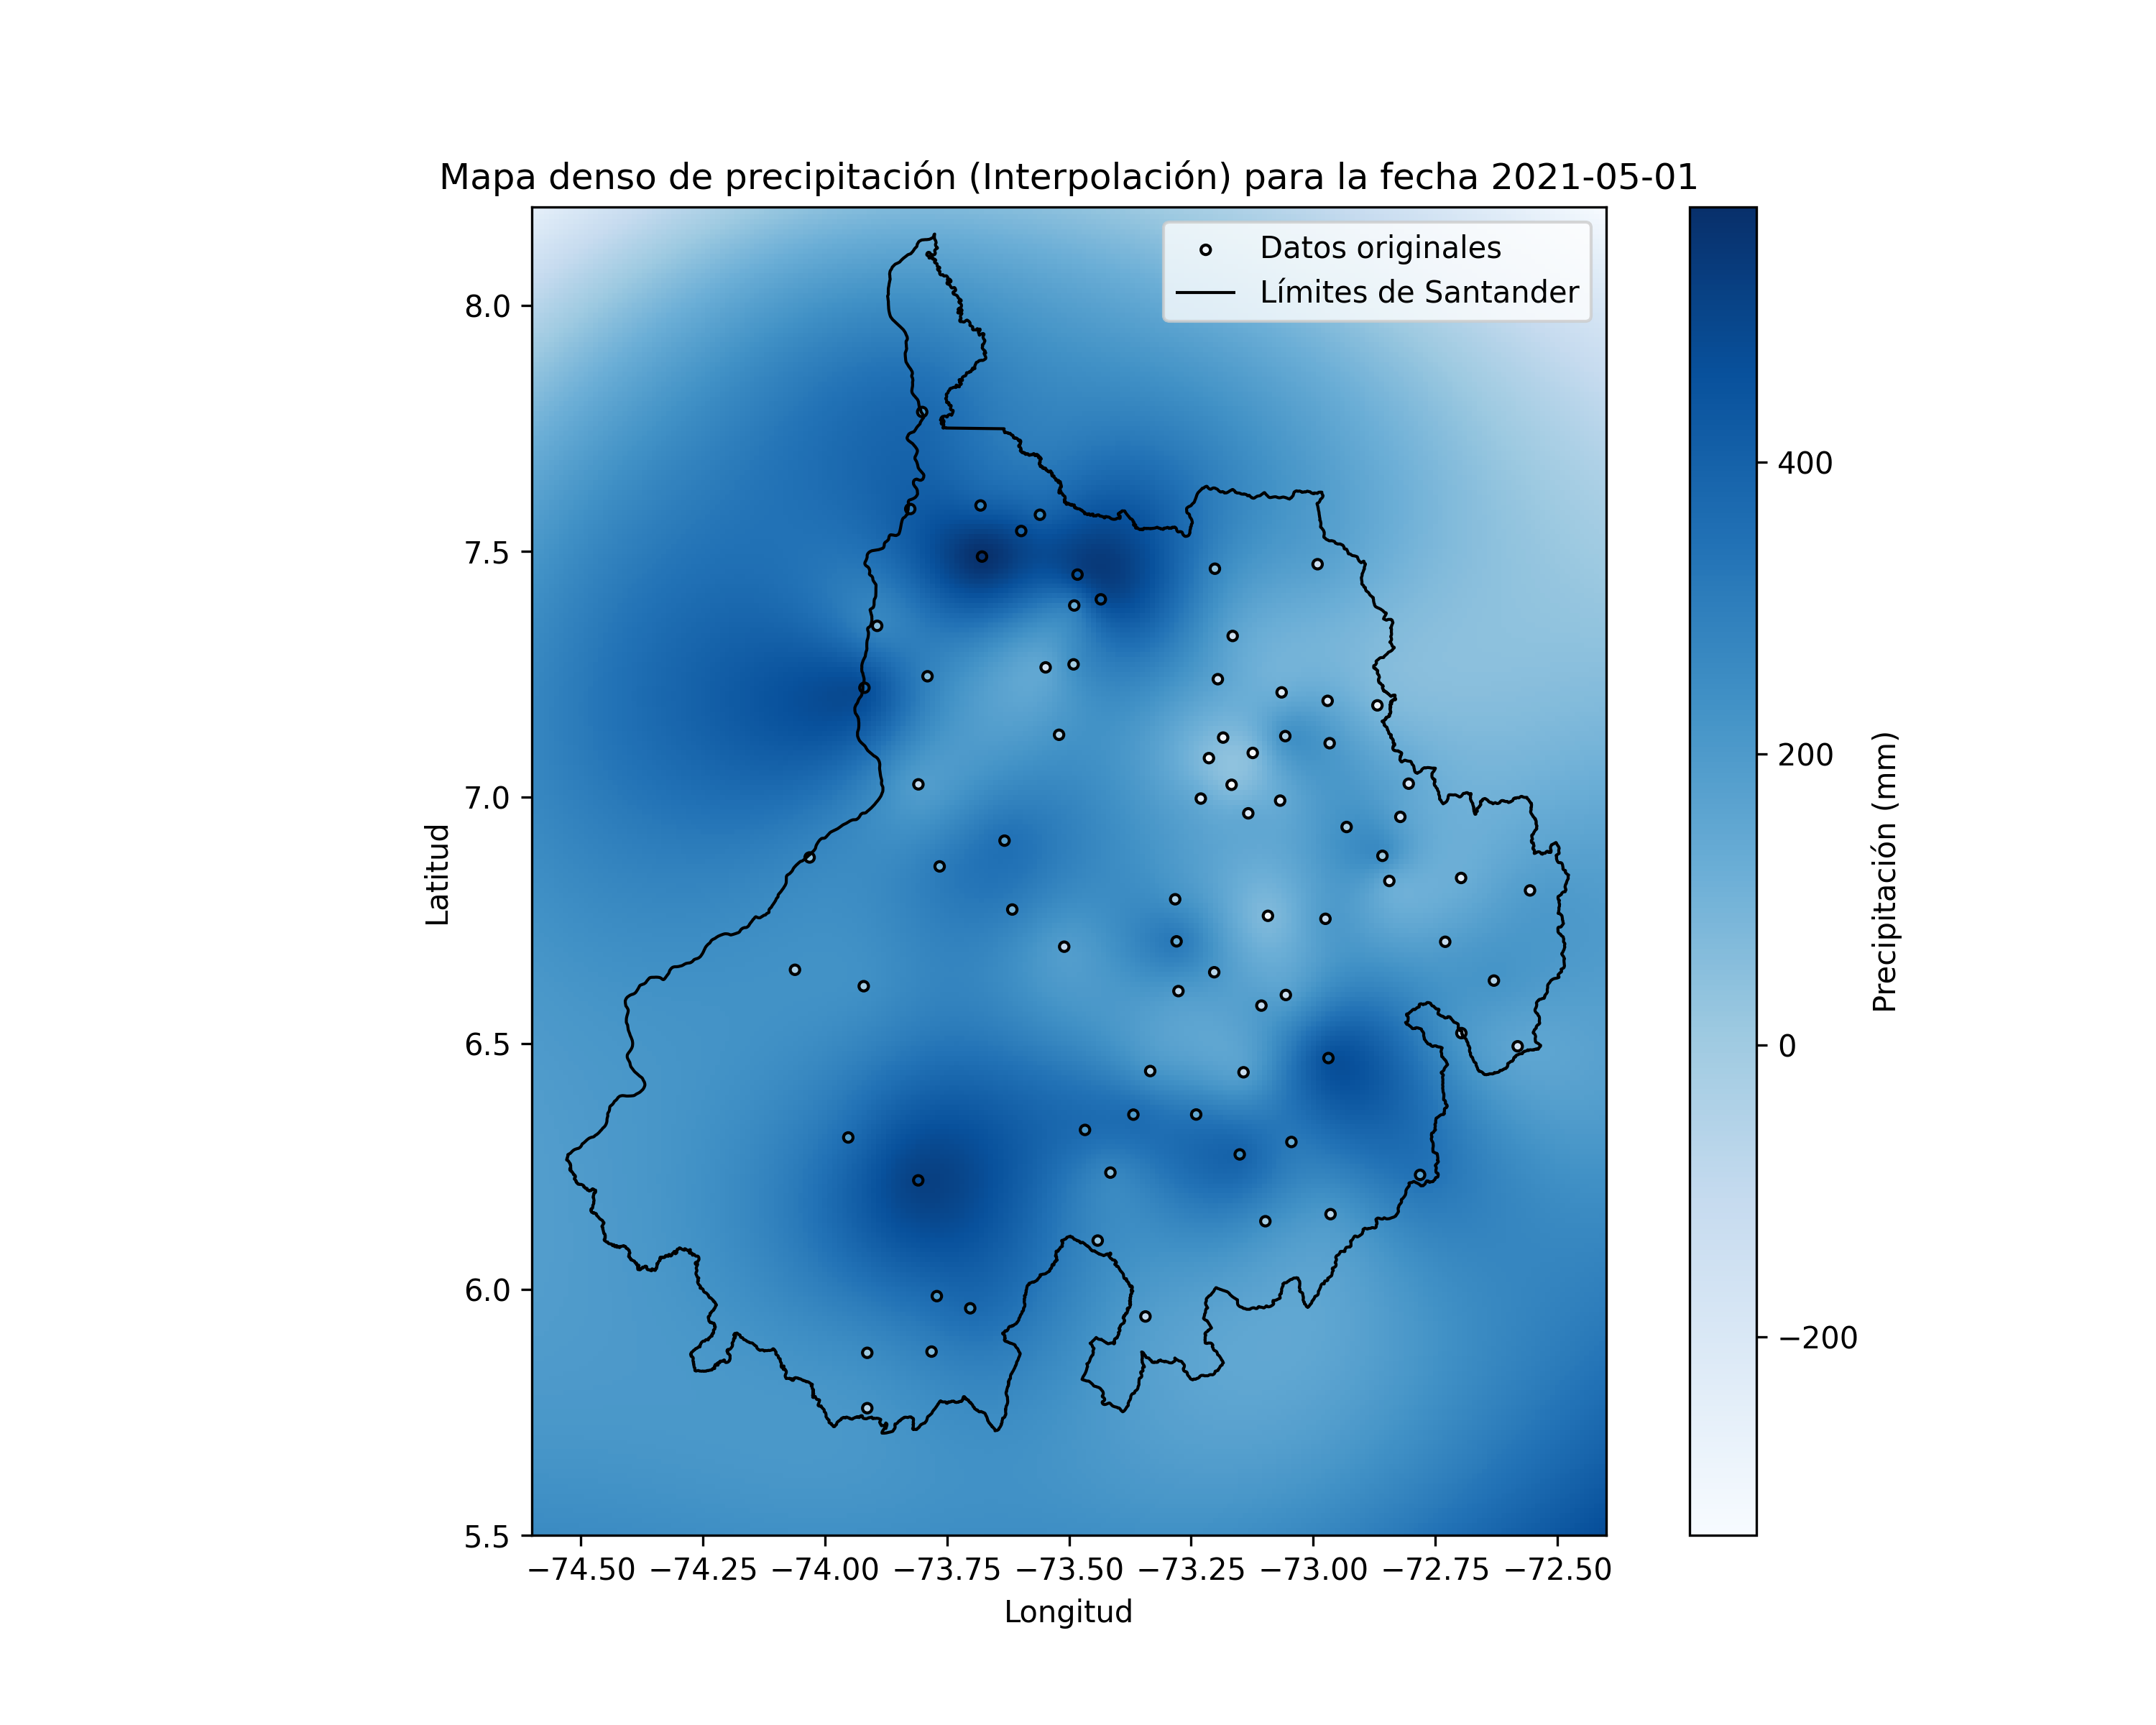 Mapa denso de precipitación (Interpolación) para la fecha 2021-05-01
Datos originales
Límites de Santander
8.0
7.5
7.0
6.5
6.0
5.5
Latitud
−74.50 −74.25 −74.00 −73.75 −73.50 −73.25 −73.00 −72.75 −72.50
Longitud
400
200
0
−200
Precipitación (mm)